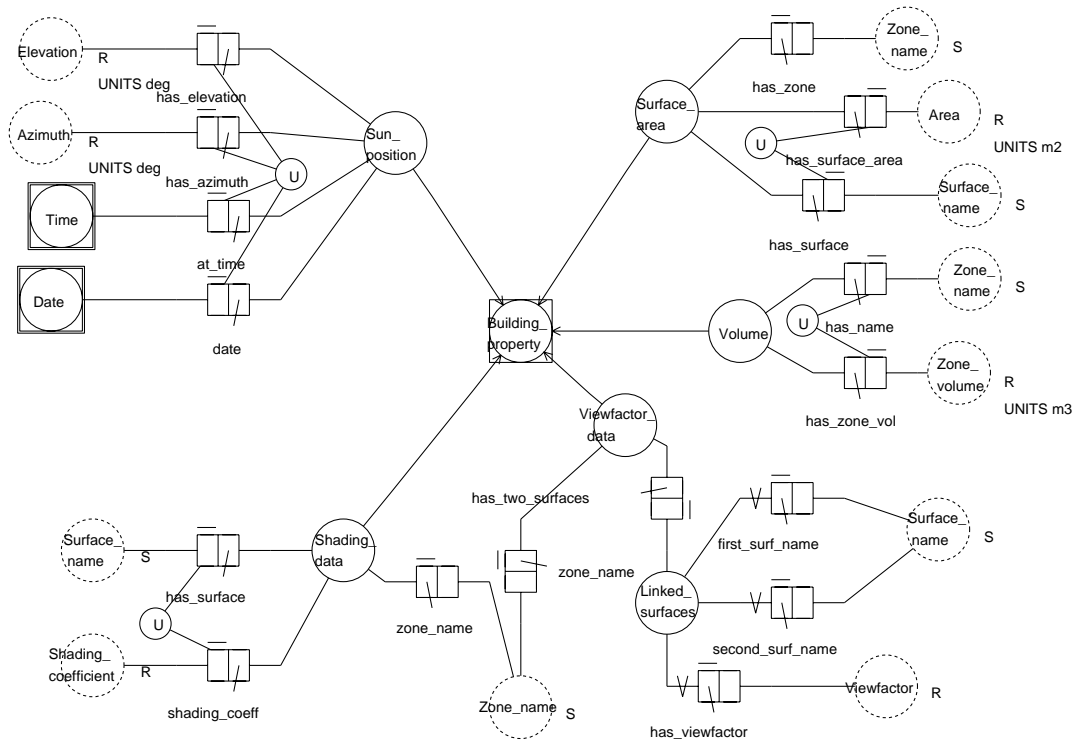 Elevation
R
UNITS deg
has_elevation
Azimuth
R
UNITS deg
has_azimuth
U
Time
at_time
Date
date
Sun_
position
Zone_
name
S
has_zone
Surface_
area
Area
R
UNITS m2
U
has_surface_area
Surface_
name
S
has_surface
Building_
property
Volume
Zone_
name
S
U
has_name
Zone_
volume
R
UNITS m3
has_zone_vol
Viewfactor_
data
has_two_surfaces
zone_name
Surface_
name
S
has_surface
U
Shading_
coefficient
R
shading_coeff
Shading_
data
zone_name
Zone_name
S
Linked_
surfaces
V
first_surf_name
V
second_surf_name
Surface_
name
S
V
has_viewfactor
Viewfactor
R